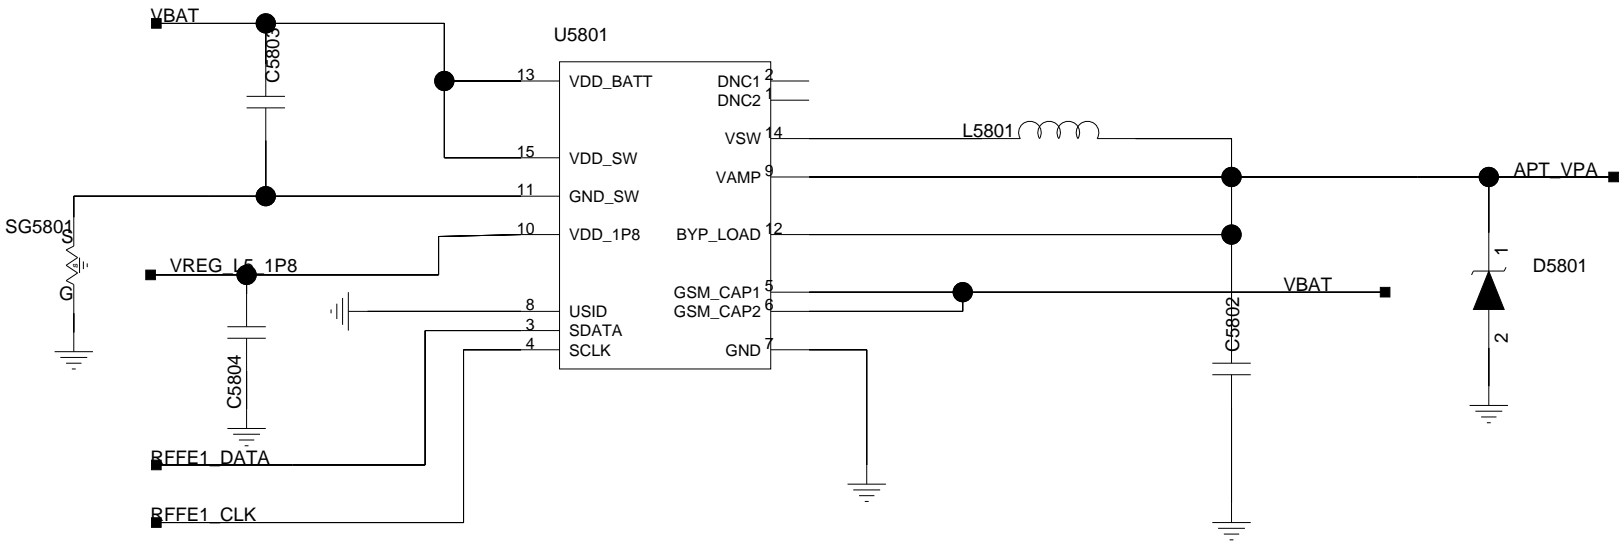 VBAT
C5803
U5801
13 VDD_BATT
DNC1 2
DNC2 1
VSW 14
L5801
15 VDD_SW
VAMP 9
APT_VPA
11 GND_SW
SG5801
S
G
10 VDD_1P8
BYP_LOAD 12
VREG_L5_1P8
1
D5801
2
GSM_CAP1 5
VBAT
GSM_CAP2 6
8 USID
3 SDATA
4 SCLK
GND 7
C5802
C5804
RFFE1_DATA
RFFE1_CLK